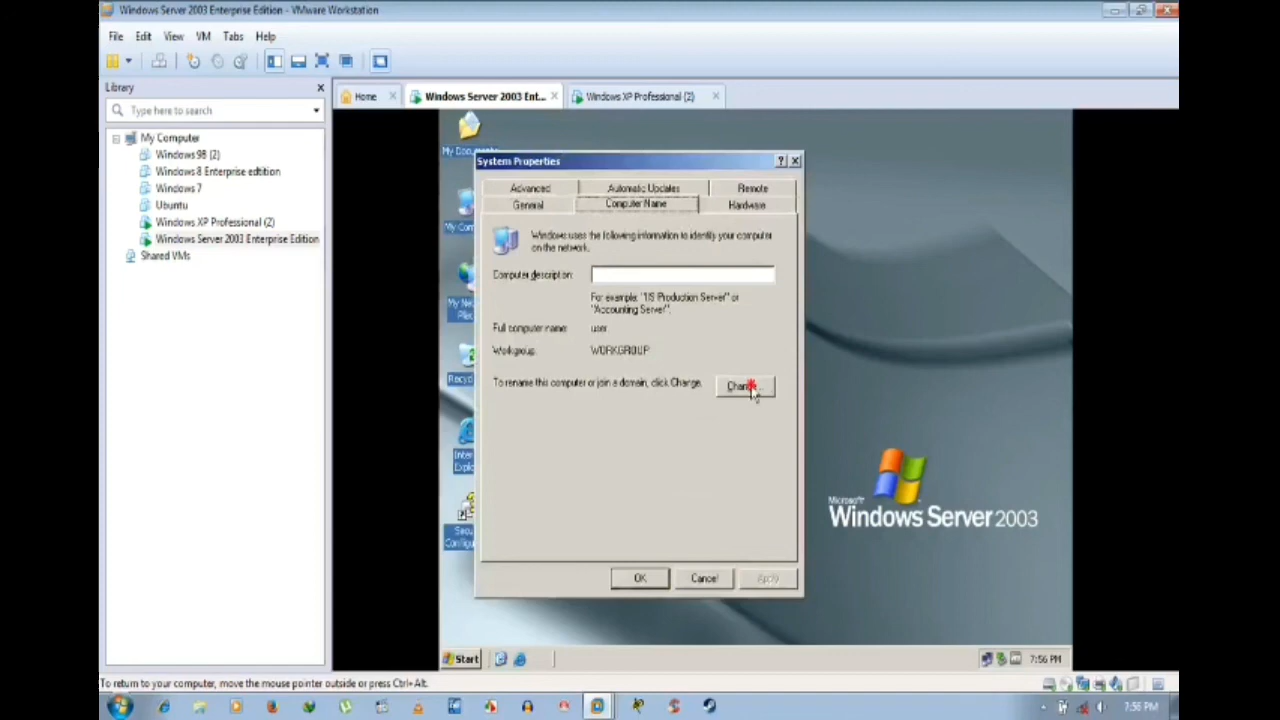 Windows Server 2003 Enterprise Edition - VMware Workstation
File Edit View VM Tabs Help
Library
Type here to search
My Computer
Windows 98 (2)
Windows 8 Enterprise edtition
Windows 7
Ubuntu
Windows XP Professional (2)
Windows Server 2003 Enterprise Edition
Shared VMs
Home
Windows Server 2003 Ent...
Windows XP Professional (2)
System Properties
Advanced Automatic Updates Remote
General Computer Name Hardware
Windows uses the following information to identify your computer
on the network.
Computer description:
For example: "IIS Production Server" or
"Accounting Server".
Full computer name: user
Workgroup: WORKGROUP
To rename this computer or join a domain, click Change.
OK Cancel Apply
Microsoft
Windows Server 2003
Start
7:56 PM
To return to your computer, move the mouse pointer outside or press Ctrl+Alt.
7:56 PM